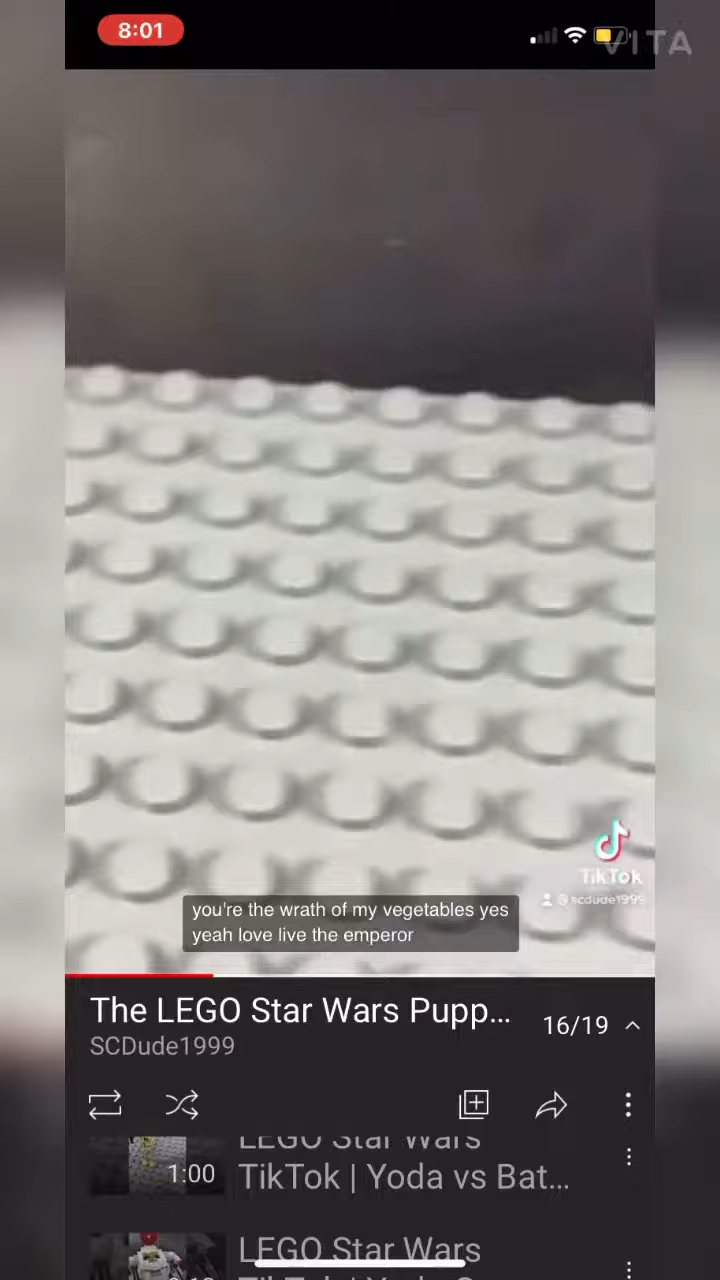 8:01
VITA
TikTok
@scdude1999
you're the wrath of my vegetables yes
yeah love live the emperor
The LEGO Star Wars Pupp...
16/19
SCDude1999
LEGO Star Wars
1:00
TikTok | Yoda vs Bat...
LEGO Star Wars